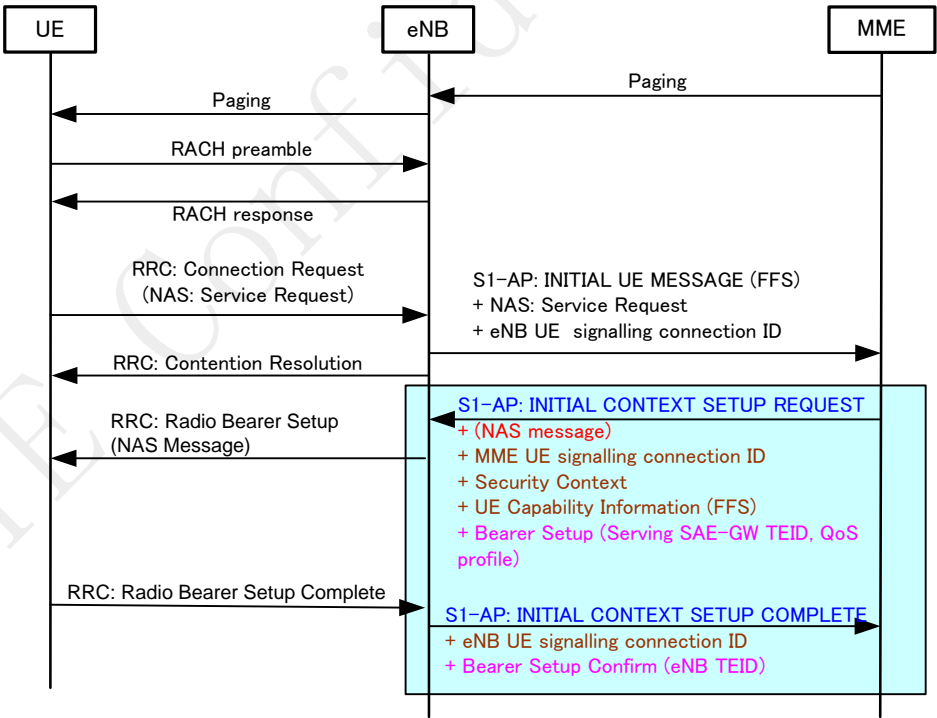 UE
eNB
MME
Paging
Paging
RACH preamble
RACH response
RRC: Connection Request
(NAS: Service Request)
S1-AP: INITIAL UE MESSAGE (FFS)
+ NAS: Service Request
+ eNB UE signalling connection ID
RRC: Contention Resolution
S1-AP: INITIAL CONTEXT SETUP REQUEST
+ (NAS message)
+ MME UE signalling connection ID
+ Security Context
+ UE Capability Information (FFS)
+ Bearer Setup (Serving SAE-GW TEID, QoS
profile)
RRC: Radio Bearer Setup
(NAS Message)
RRC: Radio Bearer Setup Complete
S1-AP: INITIAL CONTEXT SETUP COMPLETE
+ eNB UE signalling connection ID
+ Bearer Setup Confirm (eNB TEID)